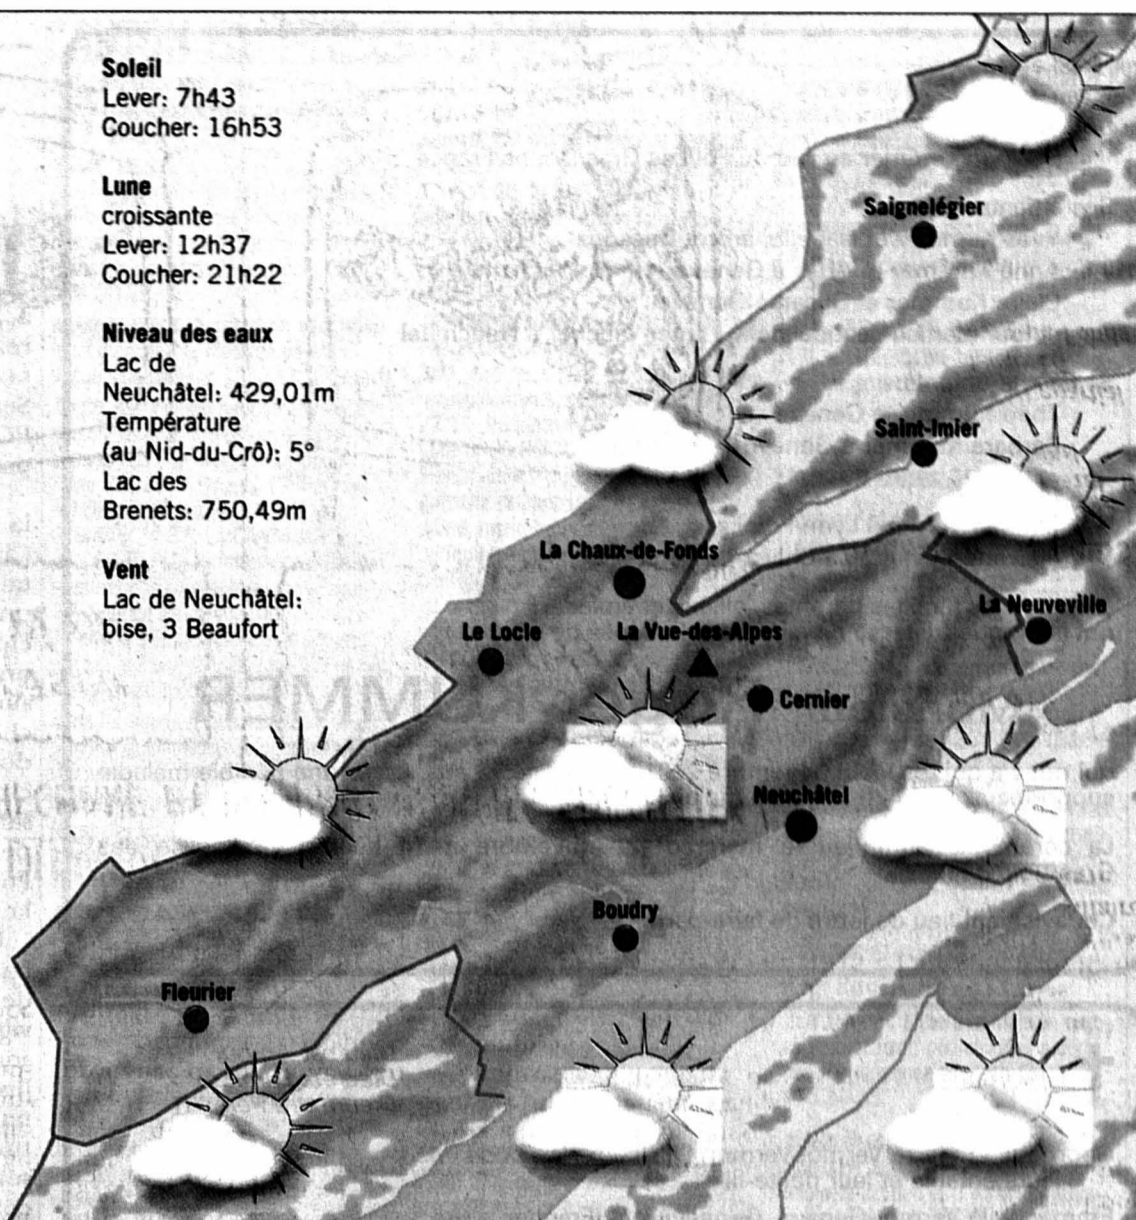 Soleil
Lever: 7h43
Coucher: 16h53
Lune
croissante
Lever: 12h37
Coucher: 21h22
Niveau des eaux
Lac de
Neuchâtel: 429,01m
Température
(au Nid-du-Crô): 5°
Lac des
Brenets: 750,49m
Vent
Lac de Neuchâtel:
bise, 3 Beaufort
Saignelégier
Saint-Imier
La Chaux-de-Fonds
La Neuveville
Le Locle
La Vue-des-Alpes
Cernier
Neuchâtel
Boudry
Fleurier